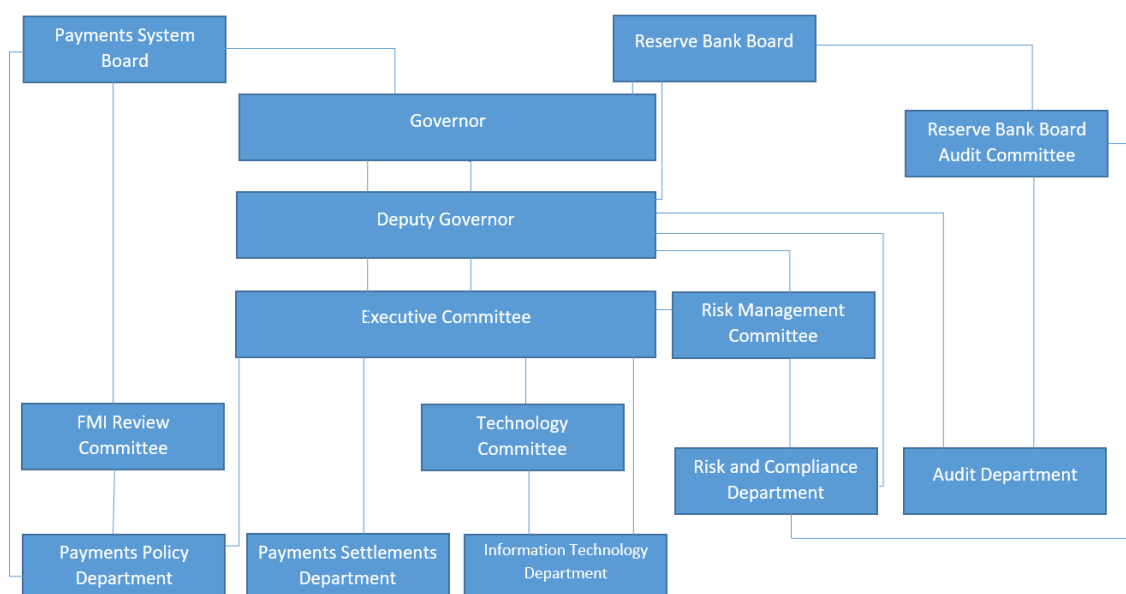 Payments System
Board
Reserve Bank Board
Governor
Reserve Bank Board
Audit Committee
Deputy Governor
Executive Committee
Risk Management
Committee
FMI Review
Committee
Technology
Committee
Risk and Compliance
Department
Audit Department
Payments Policy
Department
Payments Settlements
Department
Information Technology
Department